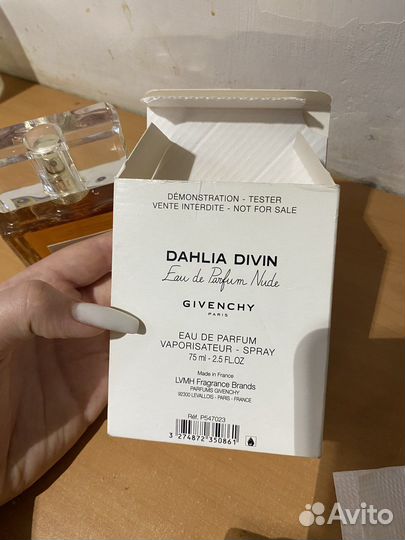 DÉMONSTRATION - TESTER
VENTE INTERDITE - NOT FOR SALE
DAHLIA DIVIN
Eau de Parfum Nude
GIVENCHY
PARIS
EAU DE PARFUM
VAPORISATEUR - SPRAY
75 ml - 2.5 FL.OZ
Made in France
LVMH Fragrance Brands
PARFUMS GIVENCHY
92300 LEVALLOIS - PARIS - FRANCE
Réf. P547023
3 274872 350861
Avito